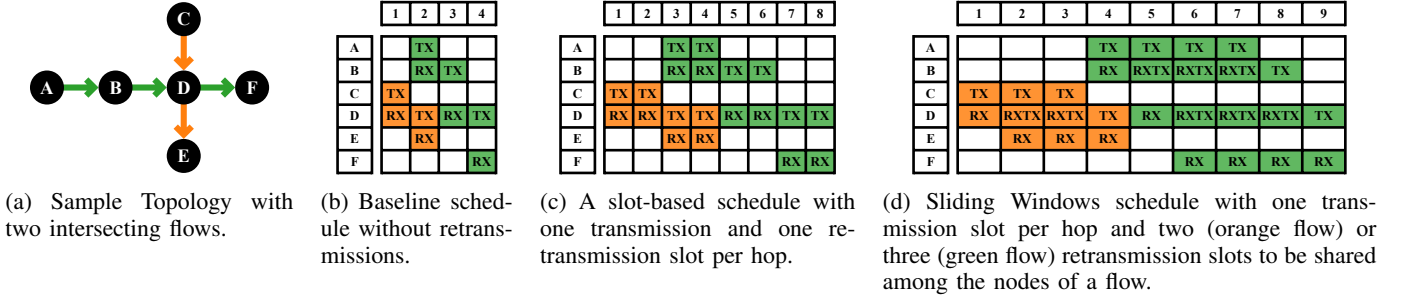 C
A B D F
E
1 2 3 4
A TX
B RX TX
C TX
D RX TX RX TX
E RX
F RX
1 2 3 4 5 6 7 8
A TX TX
B RX RX TX TX
C TX TX
D RX RX TX TX RX RX TX TX
E RX RX
F RX RX
1 2 3 4 5 6 7 8 9
A TX TX TX TX
B RX RXTX RXTX RXTX TX
C TX TX TX
D RX RXTX RXTX TX RX RXTX RXTX RXTX TX
E RX RX RX
F RX RX RX RX
(a) Sample Topology with
two intersecting flows.
(b) Baseline sched-
ule without retrans-
missions.
(c) A slot-based schedule with
one transmission and one re-
transmission slot per hop.
(d) Sliding Windows schedule with one trans-
mission slot per hop and two (orange flow) or
three (green flow) retransmission slots to be shared
among the nodes of a flow.